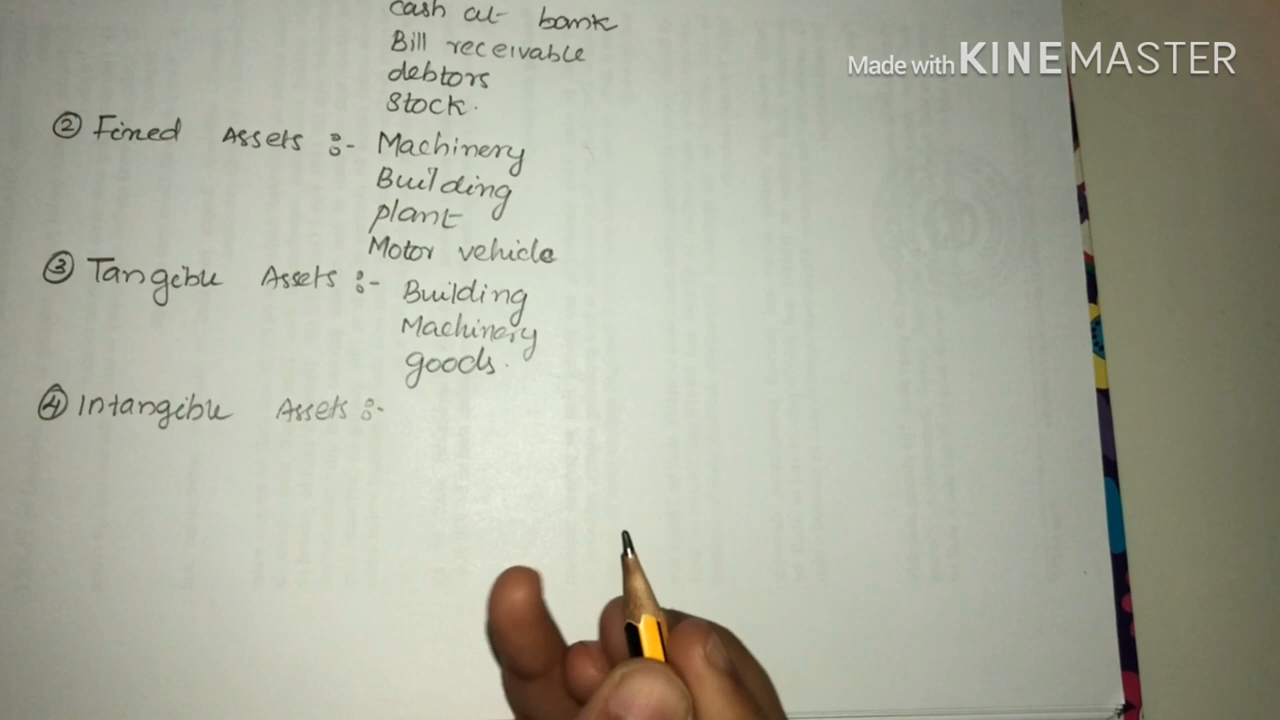 cash at bank
Made with KINEMASTER
Bill receivable
debtors
Stock.
② Fixed Assets :- Machinery
Building
plant
Motor vehicle
③ Tangible Assets :- Building
Machinery
goods.
④ Intangible Assets :-